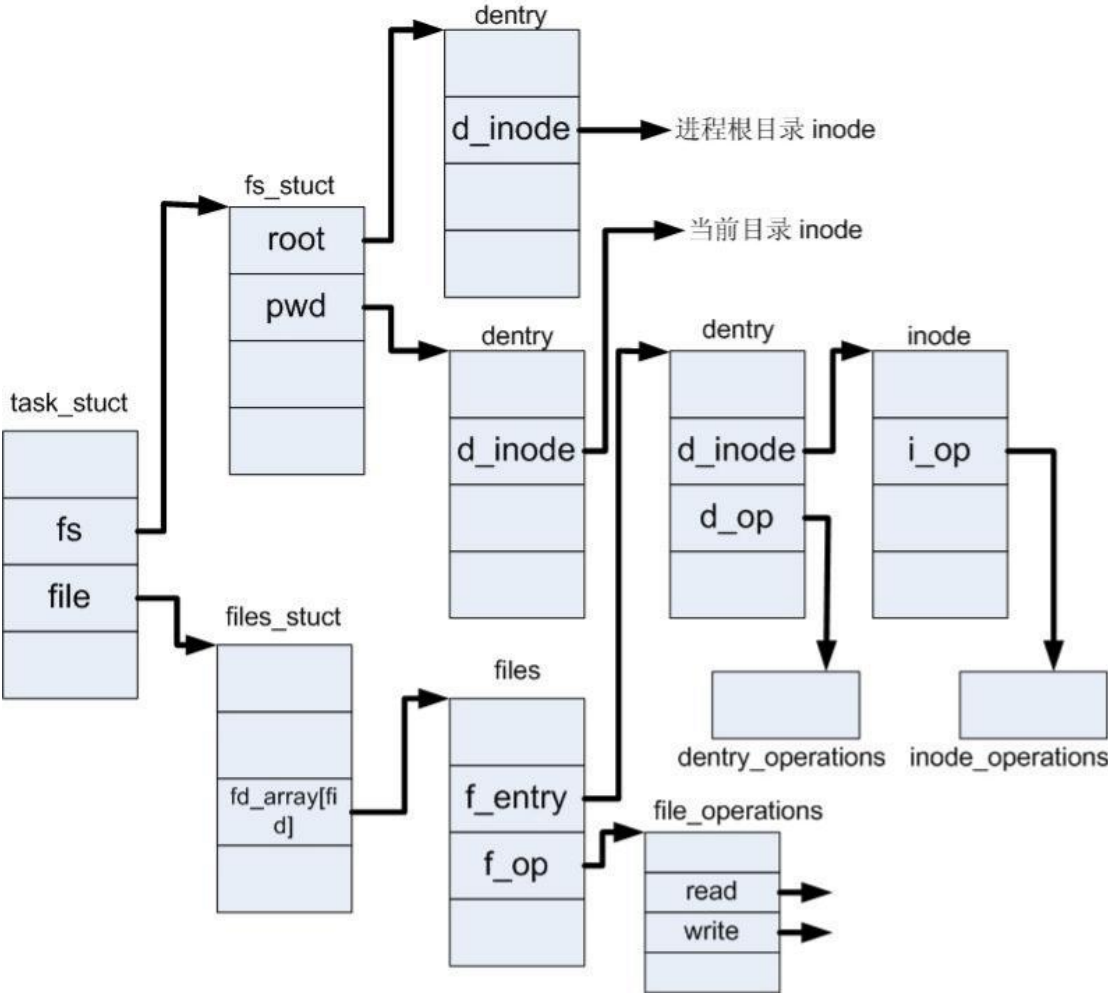 dentry
d_inode
进程根目录 inode
fs_stuct
root
pwd
当前目录 inode
dentry
d_inode
dentry
d_inode
d_op
inode
i_op
task_stuct
fs
file
files_stuct
fd_array[fi
d]
files
f_entry
f_op
dentry_operations
inode_operations
file_operations
read
write